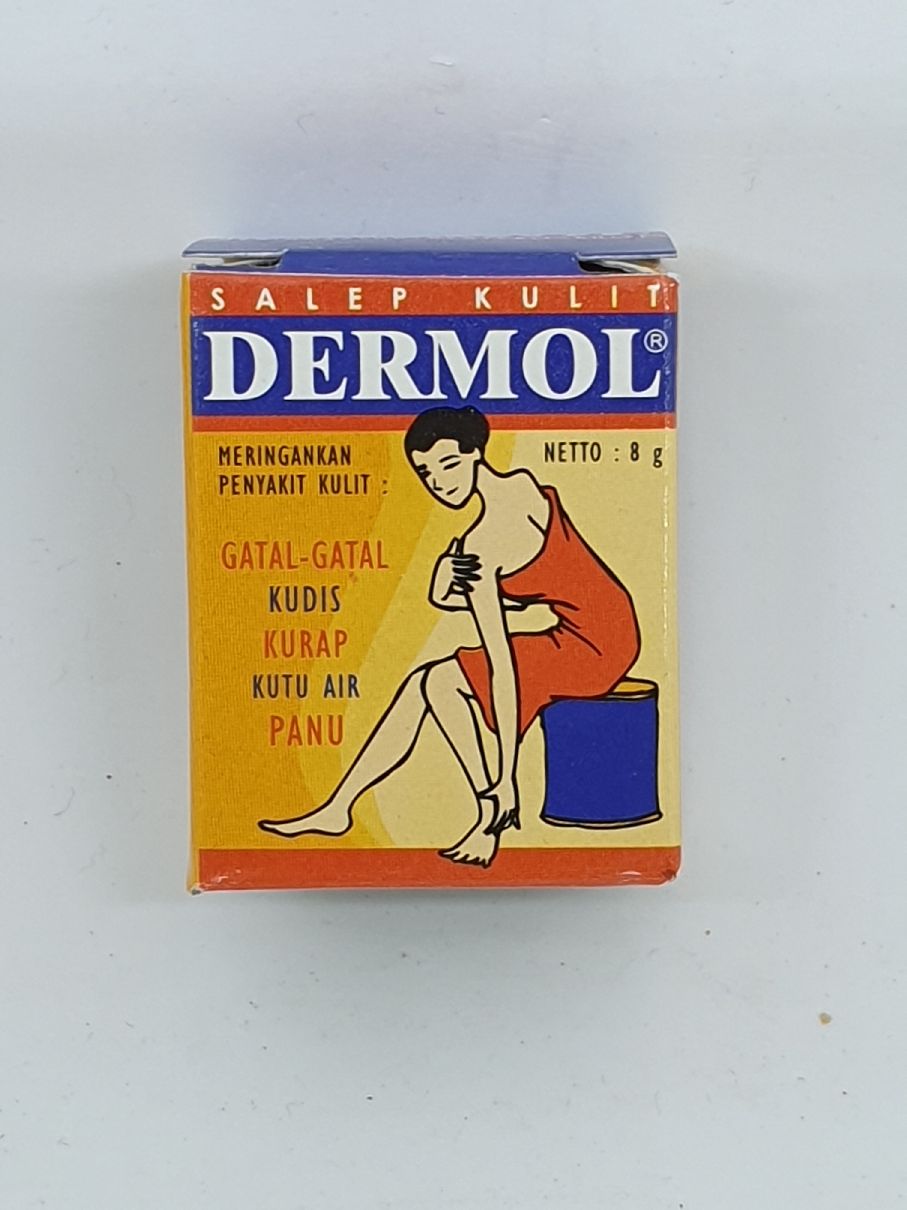 SALEP KULIT
DERMOL®
MERINGANKAN
PENYAKIT KULIT :
NETTO : 8 g
GATAL-GATAL
KUDIS
KURAP
KUTU AIR
PANU